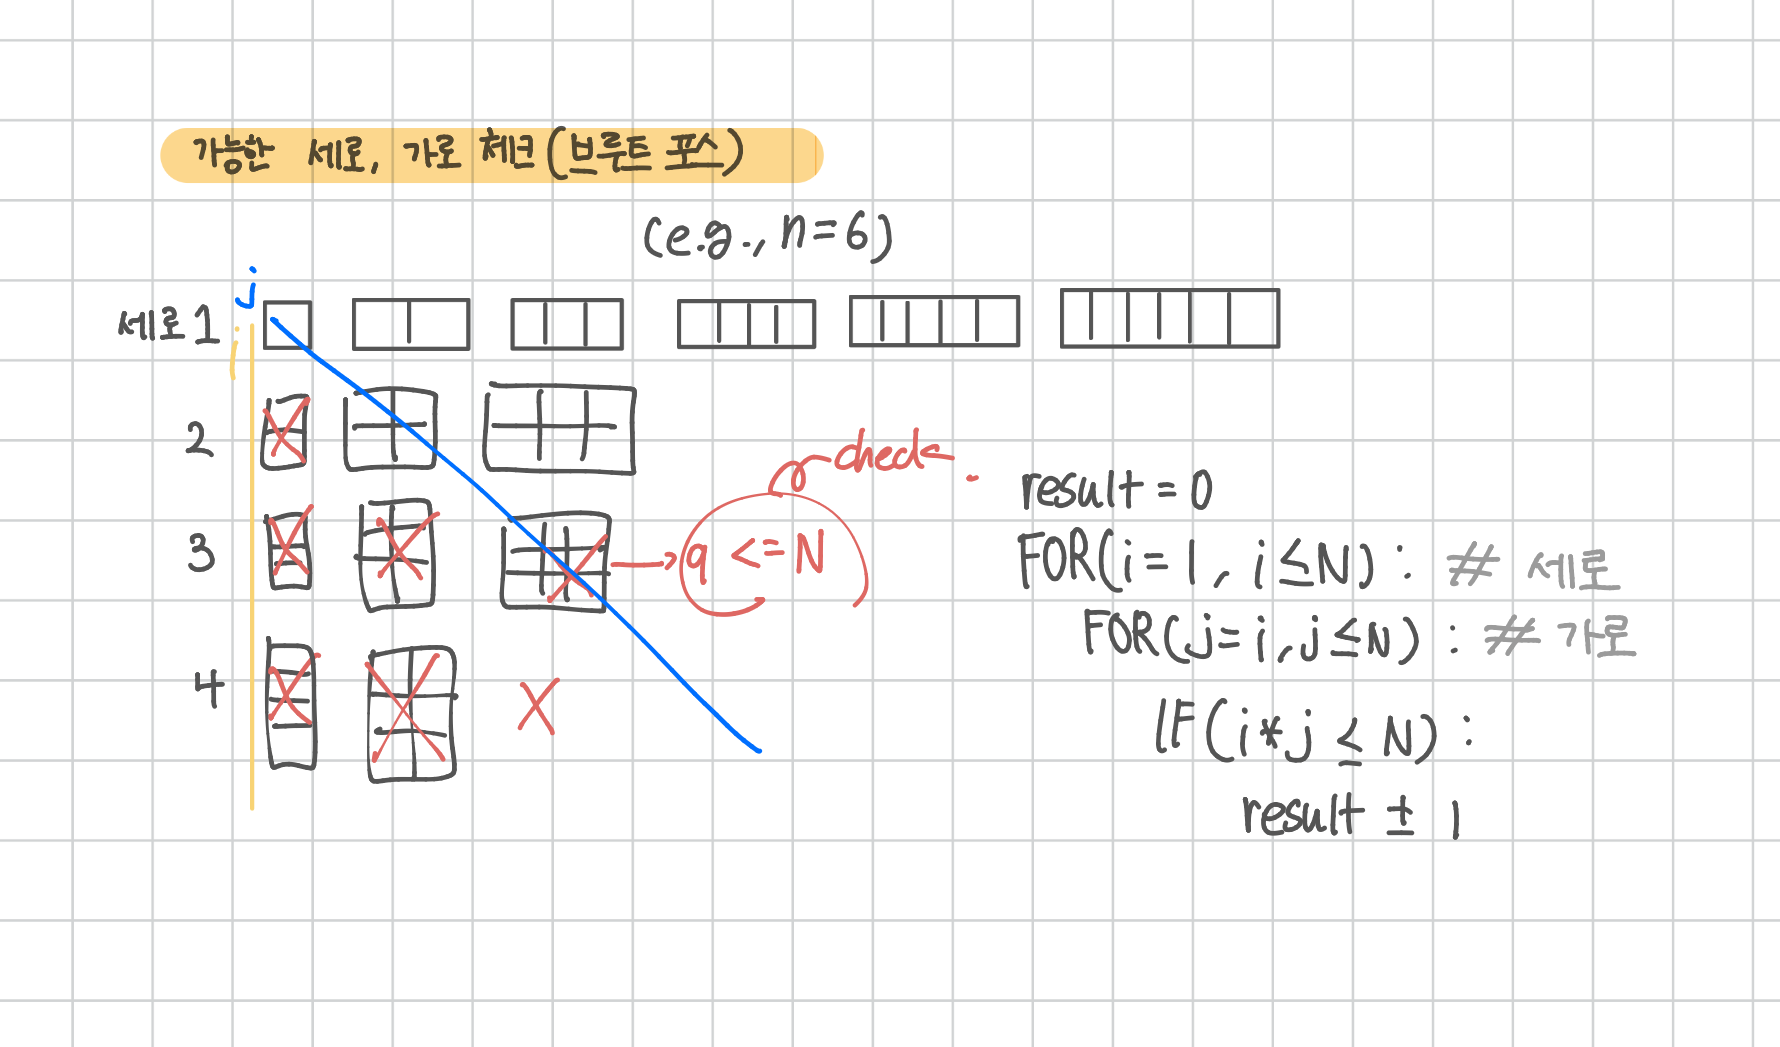 가능한 세로, 가로 체크(브루트 포스)
(e.g., n=6)
j
세로1
i
2
check
3
9 <=N
4
X
result = 0
FOR(i=1, i≤N): # 세로
FOR(j=i, j≤N): # 가로
IF(i*j ≤ N):
result ± 1